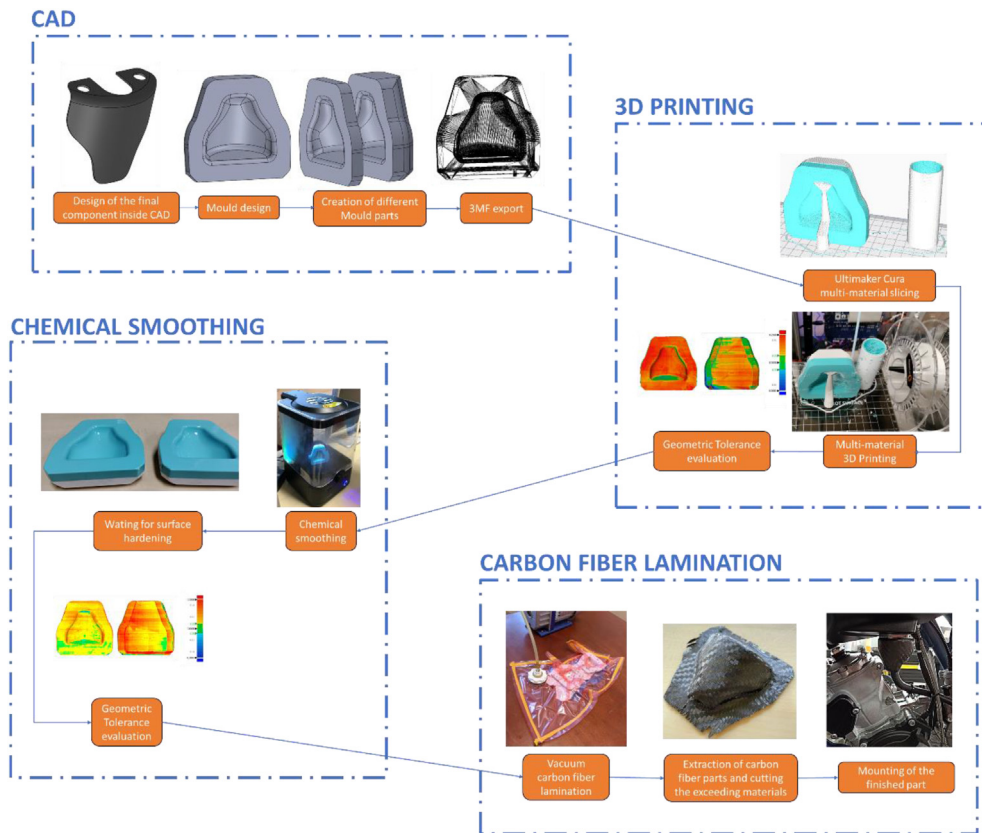 CAD
Design of the final
component inside CAD
Mould design
Creation of different
Mould parts
3MF export
3D PRINTING
Ultimaker Cura
multi-material slicing
Multi-material
3D Printing
Geometric Tolerance
evaluation
CHEMICAL SMOOTHING
Chemical
smoothing
Wating for surface
hardening
Geometric
Tolerance
evaluation
CARBON FIBER LAMINATION
Vacuum
carbon fiber
lamination
Extraction of carbon
fiber parts and cutting
the exceeding materials
Mounting of the
finished part